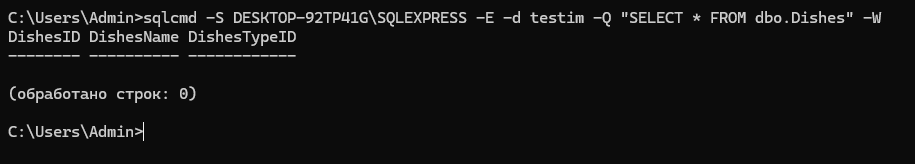 C:\Users\Admin>sqlcmd -S DESKTOP-92TP41G\SQLEXPRESS -E -d testim -Q "SELECT * FROM dbo.Dishes" -W
DishesID DishesName DishesTypeID
-------- ---------- ------------
(обработано строк: 0)
C:\Users\Admin>